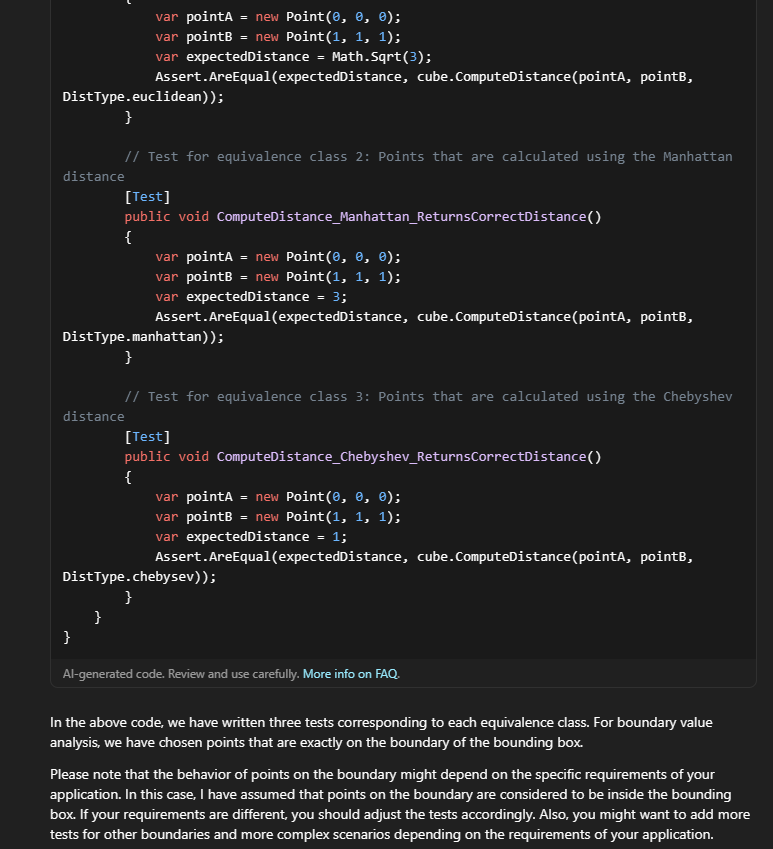 {
var pointA = new Point(0, 0, 0);
var pointB = new Point(1, 1, 1);
var expectedDistance = Math.Sqrt(3);
Assert.AreEqual(expectedDistance, cube.ComputeDistance(pointA, pointB,
DistType.euclidean));
}
// Test for equivalence class 2: Points that are calculated using the Manhattan
distance
[Test]
public void ComputeDistance_Manhattan_ReturnsCorrectDistance()
{
var pointA = new Point(0, 0, 0);
var pointB = new Point(1, 1, 1);
var expectedDistance = 3;
Assert.AreEqual(expectedDistance, cube.ComputeDistance(pointA, pointB,
DistType.manhattan));
}
// Test for equivalence class 3: Points that are calculated using the Chebyshev
distance
[Test]
public void ComputeDistance_Chebyshev_ReturnsCorrectDistance()
{
var pointA = new Point(0, 0, 0);
var pointB = new Point(1, 1, 1);
var expectedDistance = 1;
Assert.AreEqual(expectedDistance, cube.ComputeDistance(pointA, pointB,
DistType.chebysev));
}
}
}
AI-generated code. Review and use carefully. More info on FAQ.
In the above code, we have written three tests corresponding to each equivalence class. For boundary value
analysis, we have chosen points that are exactly on the boundary of the bounding box.
Please note that the behavior of points on the boundary might depend on the specific requirements of your
application. In this case, I have assumed that points on the boundary are considered to be inside the bounding
box. If your requirements are different, you should adjust the tests accordingly. Also, you might want to add more
tests for other boundaries and more complex scenarios depending on the requirements of your application.